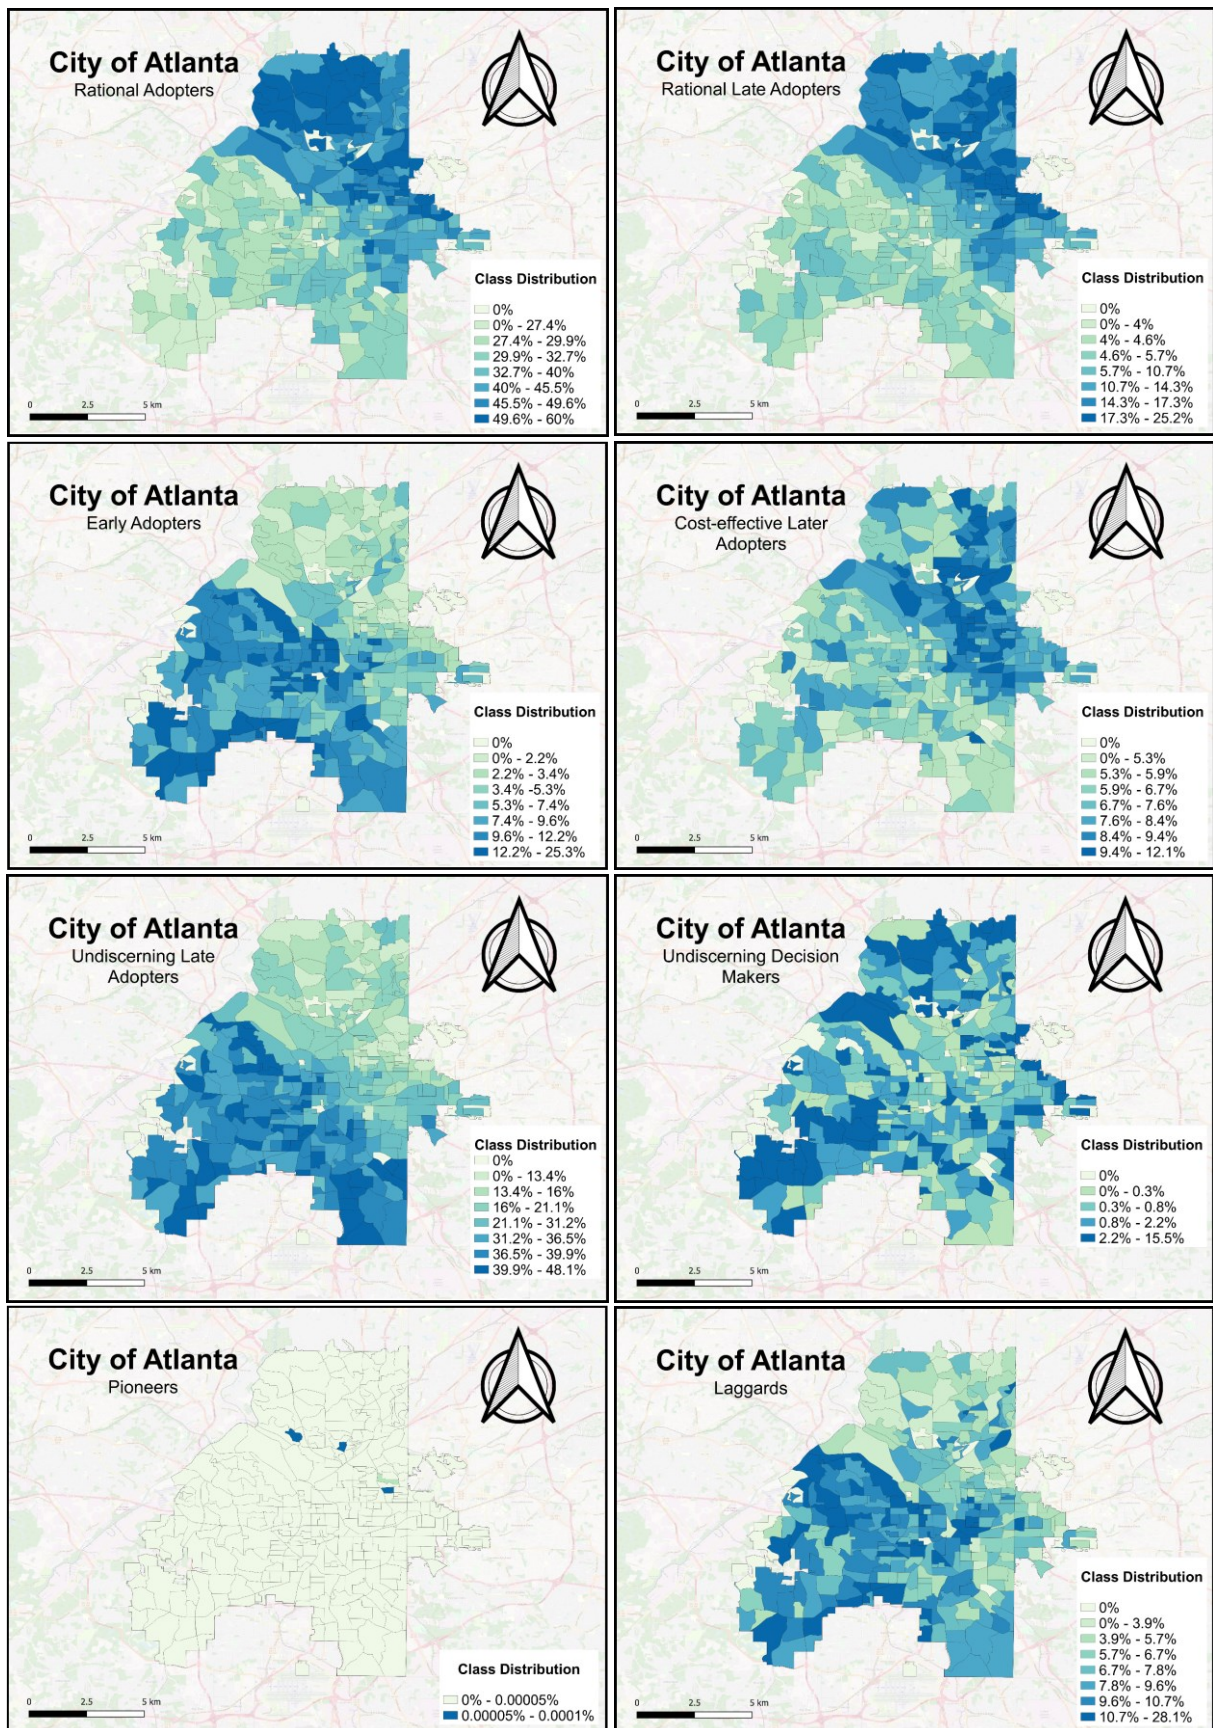 City of Atlanta
Rational Adopters
Class Distribution
0%
0% - 27.4%
27.4% - 29.9%
29.9% - 32.7%
32.7% - 40%
40% - 45.5%
45.5% - 49.6%
49.6% - 60%
0 2.5 5 km
City of Atlanta
Rational Late Adopters
Class Distribution
0%
0% - 4%
4% - 4.6%
4.6% - 5.7%
5.7% - 10.7%
10.7% - 14.3%
14.3% - 17.3%
17.3% - 25.2%
0 2.5 5 km
City of Atlanta
Early Adopters
Class Distribution
0%
0% - 2.2%
2.2% - 3.4%
3.4% -5.3%
5.3% - 7.4%
7.4% - 9.6%
9.6% - 12.2%
12.2% - 25.3%
0 2.5 5 km
City of Atlanta
Cost-effective Later
Adopters
Class Distribution
0%
0% - 5.3%
5.3% - 5.9%
5.9% - 6.7%
6.7% - 7.6%
7.6% - 8.4%
8.4% - 9.4%
9.4% - 12.1%
0 2.5 5 km
City of Atlanta
Undiscerning Late
Adopters
Class Distribution
0%
0% - 13.4%
13.4% - 16%
16% - 21.1%
21.1% - 31.2%
31.2% - 36.5%
36.5% - 39.9%
39.9% - 48.1%
0 2.5 5 km
City of Atlanta
Undiscerning Decision
Makers
Class Distribution
0%
0% - 0.3%
0.3% - 0.8%
0.8% - 2.2%
2.2% - 15.5%
0 2.5 5 km
City of Atlanta
Pioneers
Class Distribution
0% - 0.00005%
0.00005% - 0.0001%
0 2.5 5 km
City of Atlanta
Laggards
Class Distribution
0%
0% - 3.9%
3.9% - 5.7%
5.7% - 6.7%
6.7% - 7.8%
7.8% - 9.6%
9.6% - 10.7%
10.7% - 28.1%
0 2.5 5 km